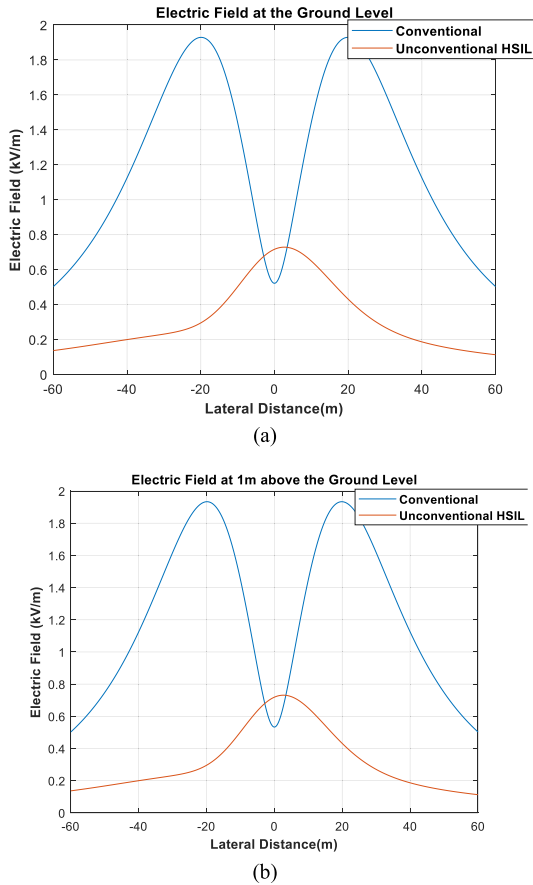 Electric Field at the Ground Level
Conventional
Unconventional HSIL
2
1.8
1.6
1.4
1.2
1
0.8
0.6
0.4
0.2
0
Electric Field (kV/m)
-60 -40 -20 0 20 40 60
Lateral Distance(m)
(a)
Electric Field at 1m above the Ground Level
Conventional
Unconventional HSIL
2
1.8
1.6
1.4
1.2
1
0.8
0.6
0.4
0.2
0
Electric Field (kV/m)
-60 -40 -20 0 20 40 60
Lateral Distance(m)
(b)